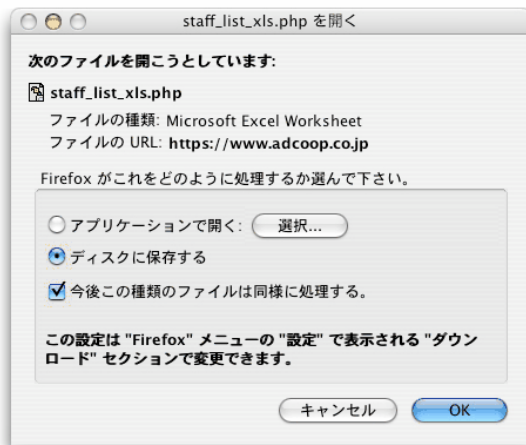 staff_list_xls.php を開く
次のファイルを開こうとしています:
staff_list_xls.php
ファイルの種類: Microsoft Excel Worksheet
ファイルの URL: https://www.adcoop.co.jp
Firefox がこれをどのように処理するか選んで下さい。
アプリケーションで開く: 選択...
ディスクに保存する
今後この種類のファイルは同様に処理する。
この設定は "Firefox" メニューの "設定" で表示される "ダウン
ロード" セクションで変更できます。
キャンセル OK